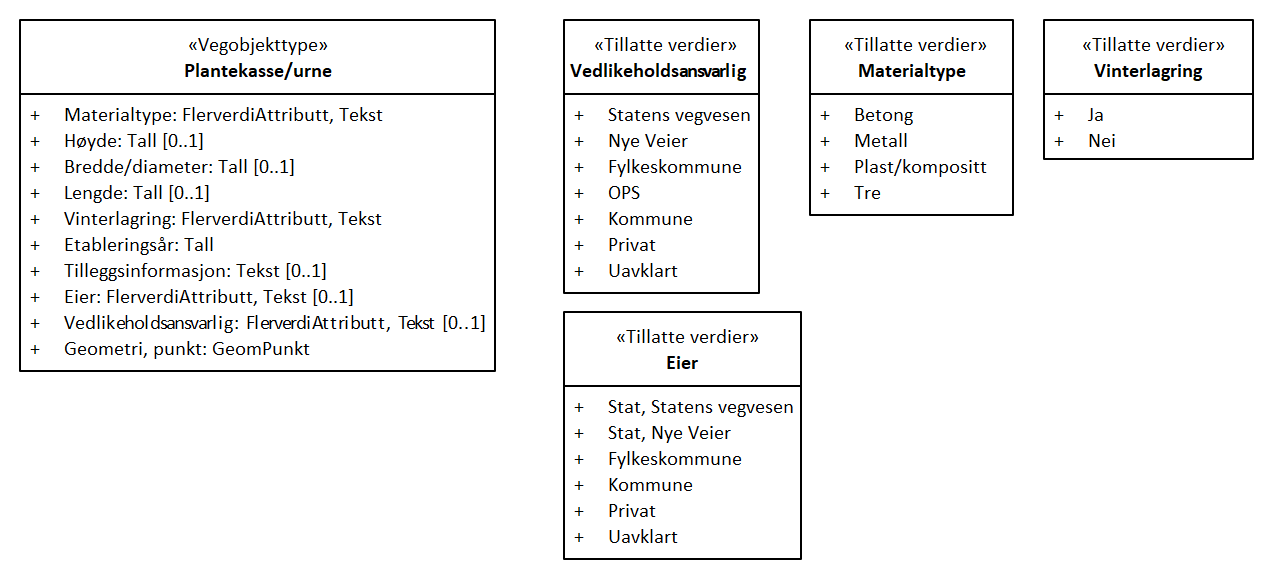 «Vegobjekttype»
Plantekasse/urne
+ Materialtype: FlerverdiAttributt, Tekst
+ Høyde: Tall [0..1]
+ Bredde/diameter: Tall [0..1]
+ Lengde: Tall [0..1]
+ Vinterlagring: FlerverdiAttributt, Tekst
+ Etableringsår: Tall
+ Tilleggsinformasjon: Tekst [0..1]
+ Eier: FlerverdiAttributt, Tekst [0..1]
+ Vedlikeholdsansvarlig: FlerverdiAttributt, Tekst [0..1]
+ Geometri, punkt: GeomPunkt
«Tillatte verdier»
Vedlikeholdsansvarlig
+ Statens vegvesen
+ Nye Veier
+ Fylkeskommune
+ OPS
+ Kommune
+ Privat
+ Uavklart
«Tillatte verdier»
Eier
+ Stat, Statens vegvesen
+ Stat, Nye Veier
+ Fylkeskommune
+ Kommune
+ Privat
+ Uavklart
«Tillatte verdier»
Materialtype
+ Betong
+ Metall
+ Plast/kompositt
+ Tre
«Tillatte verdier»
Vinterlagring
+ Ja
+ Nei